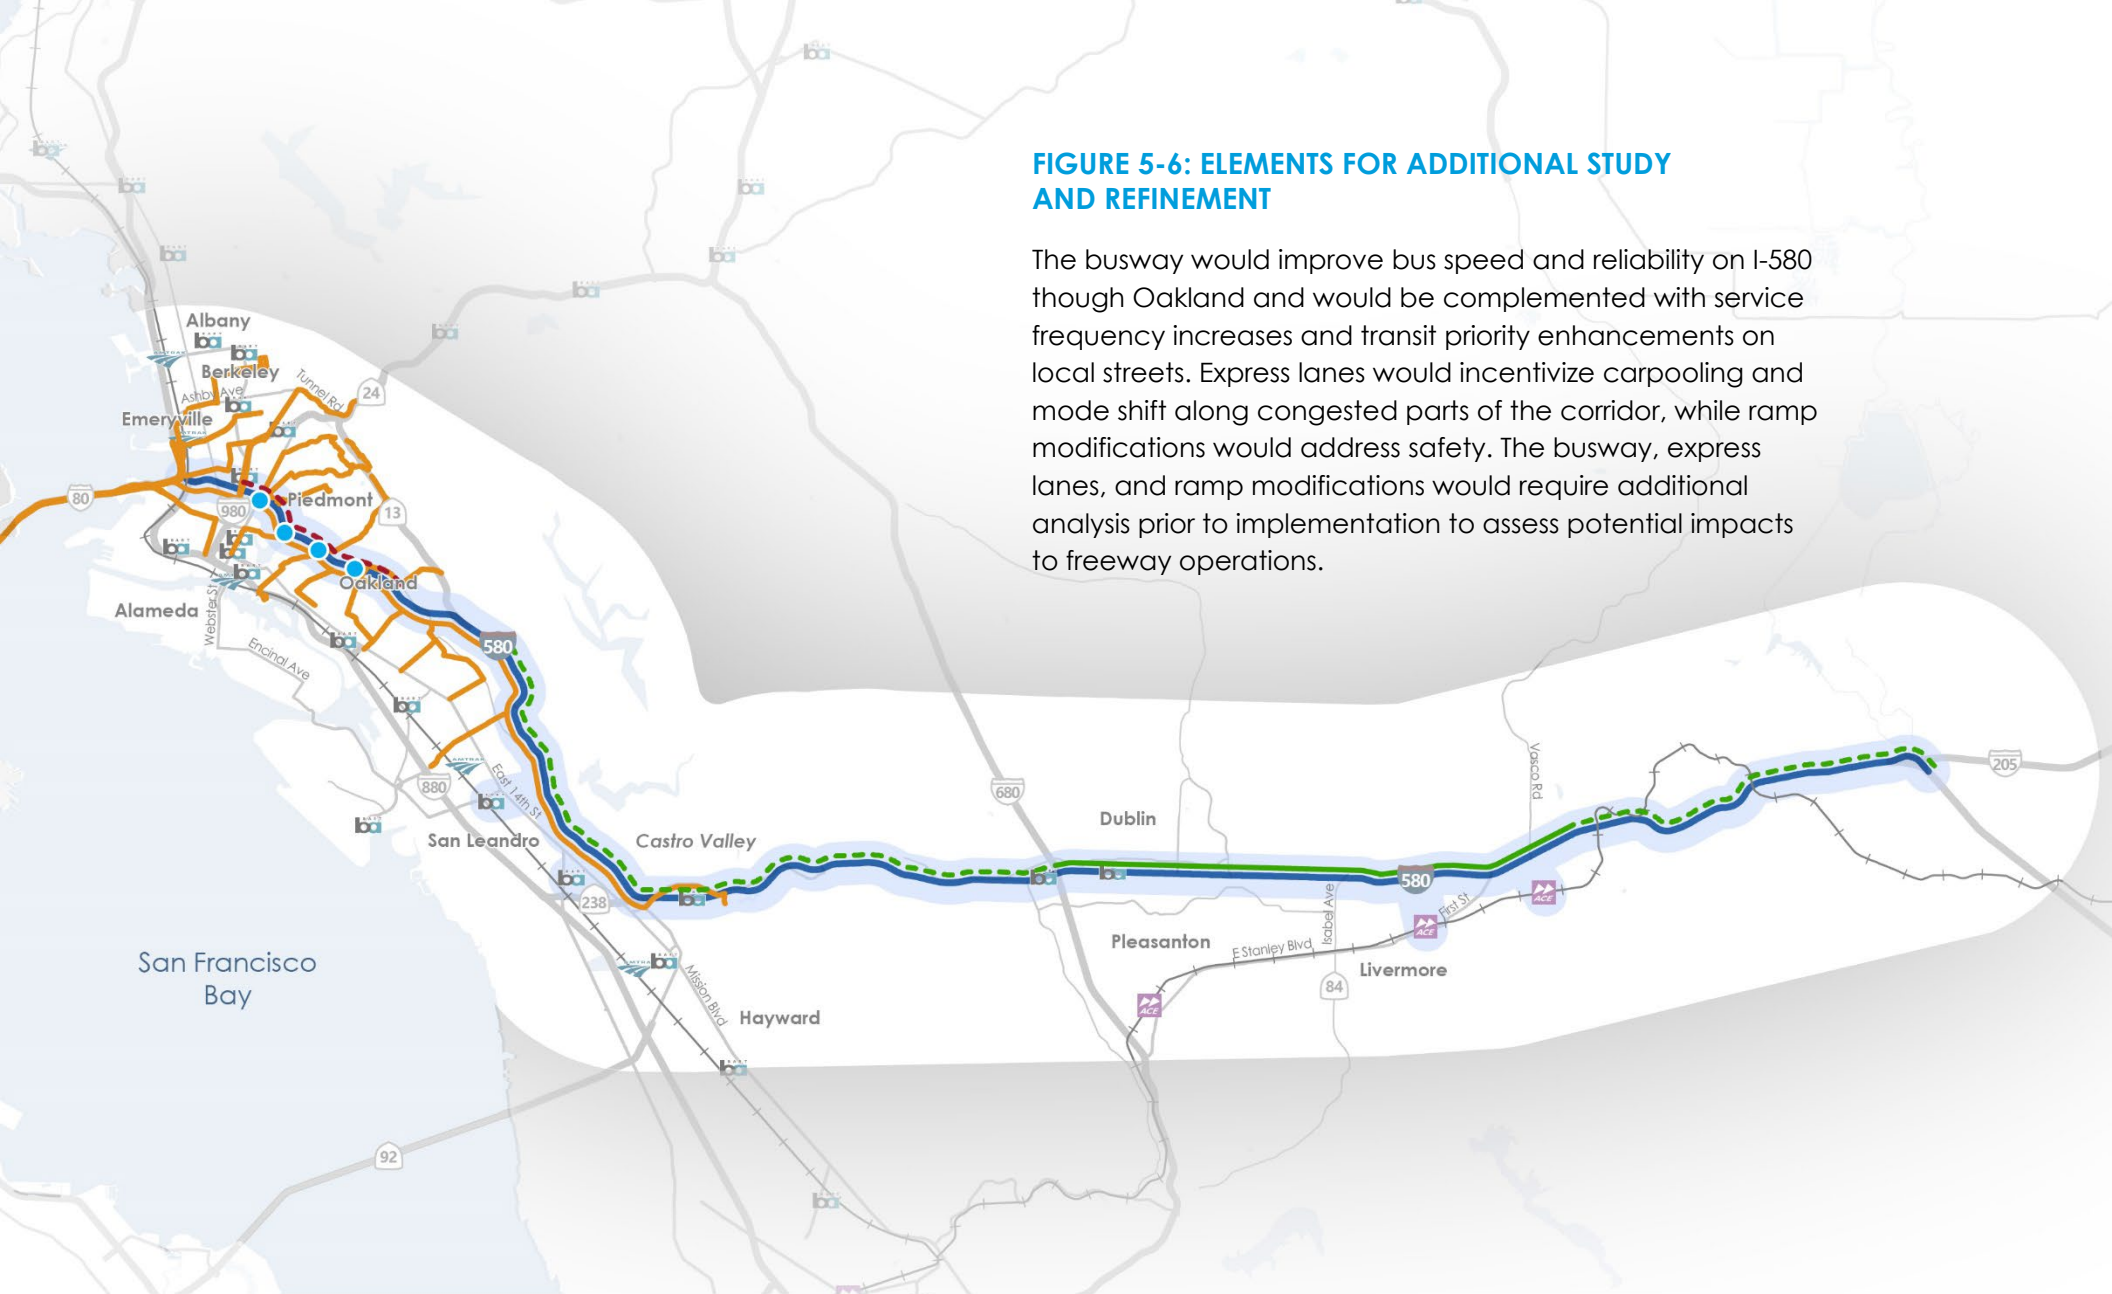 FIGURE 5-6: ELEMENTS FOR ADDITIONAL STUDY
AND REFINEMENT
The busway would improve bus speed and reliability on I-580
though Oakland and would be complemented with service
frequency increases and transit priority enhancements on
local streets. Express lanes would incentivize carpooling and
mode shift along congested parts of the corridor, while ramp
modifications would address safety. The busway, express
lanes, and ramp modifications would require additional
analysis prior to implementation to assess potential impacts
to freeway operations.
Albany
Berkeley
Tunnel Rd
24
Ashby Ave
Emeryville
80
980
Piedmont
13
Oakland
Alameda
Webster St
Encinal Ave
580
880
East 14th St
San Leandro
Castro Valley
238
680
Dublin
Vasco Rd
205
580
ACE
First St
ACE
Isabel Ave
Pleasanton
E Stanley Blvd
Livermore
84
ACE
San Francisco
Bay
Mission Blvd
Hayward
92